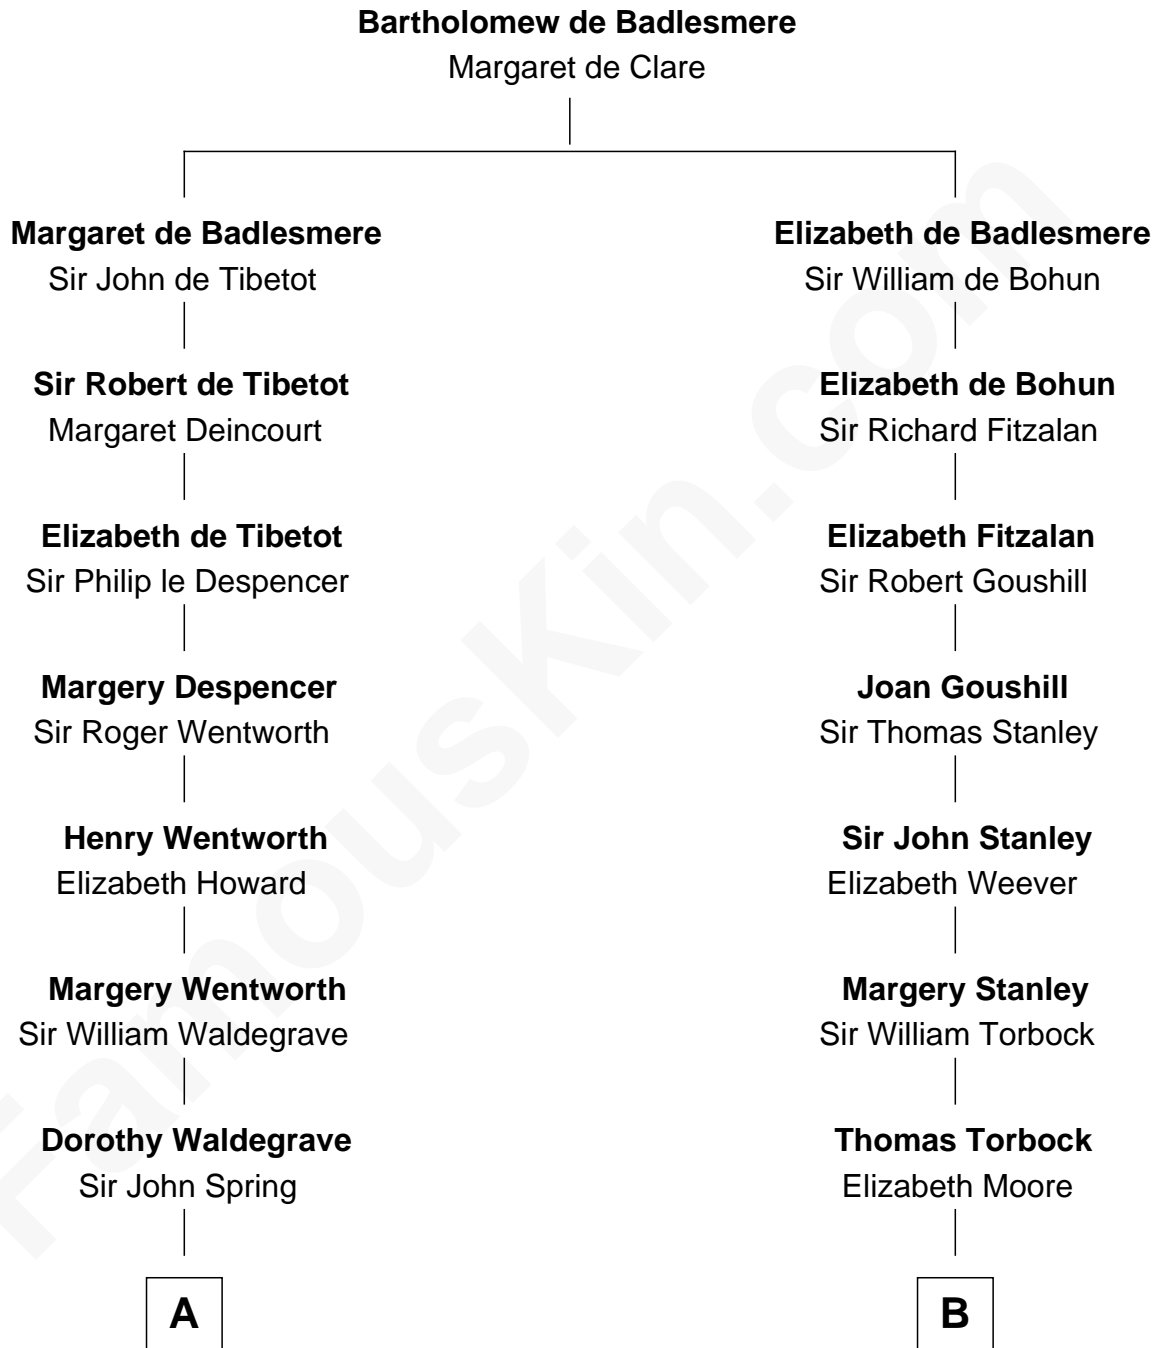 Bartholomew de Badlesmere
Margaret de Clare
Margaret de Badlesmere
Sir John de Tibetot
Elizabeth de Badlesmere
Sir William de Bohun
Sir Robert de Tibetot
Margaret Deincourt
Elizabeth de Bohun
Sir Richard Fitzalan
Elizabeth de Tibetot
Sir Philip le Despencer
Elizabeth Fitzalan
Sir Robert Goushill
Margery Despencer
Sir Roger Wentworth
Joan Goushill
Sir Thomas Stanley
Henry Wentworth
Elizabeth Howard
Sir John Stanley
Elizabeth Weever
Margery Wentworth
Sir William Waldegrave
Margery Stanley
Sir William Torbock
Dorothy Waldegrave
Sir John Spring
Thomas Torbock
Elizabeth Moore
A
B
FamousKin.com